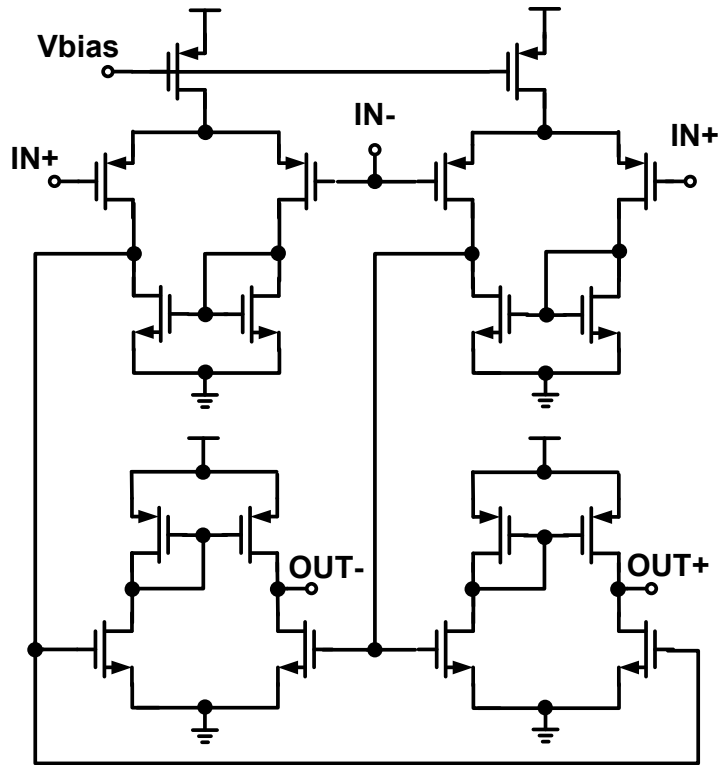 Vbias
IN-
IN+
IN+
OUT-
OUT+